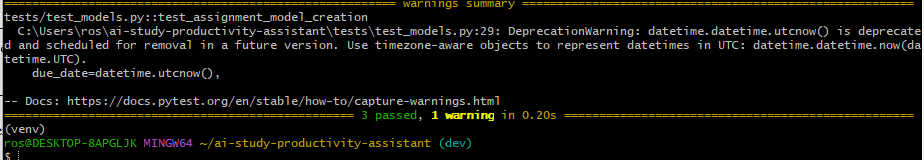 ============================================== warnings summary ==============================================
tests/test_models.py::test_assignment_model_creation
  C:\Users\ros\ai-study-productivity-assistant\tests\test_models.py:29: DeprecationWarning: datetime.datetime.utcnow() is deprecate
d and scheduled for removal in a future version. Use timezone-aware objects to represent datetimes in UTC: datetime.datetime.now(da
tetime.UTC).
    due_date=datetime.utcnow(),
-- Docs: https://docs.pytest.org/en/stable/how-to/capture-warnings.html
========================================= 3 passed, 1 warning in 0.20s =========================================
(venv)
ros@DESKTOP-8APGLJK MINGW64 ~/ai-study-productivity-assistant (dev)
$